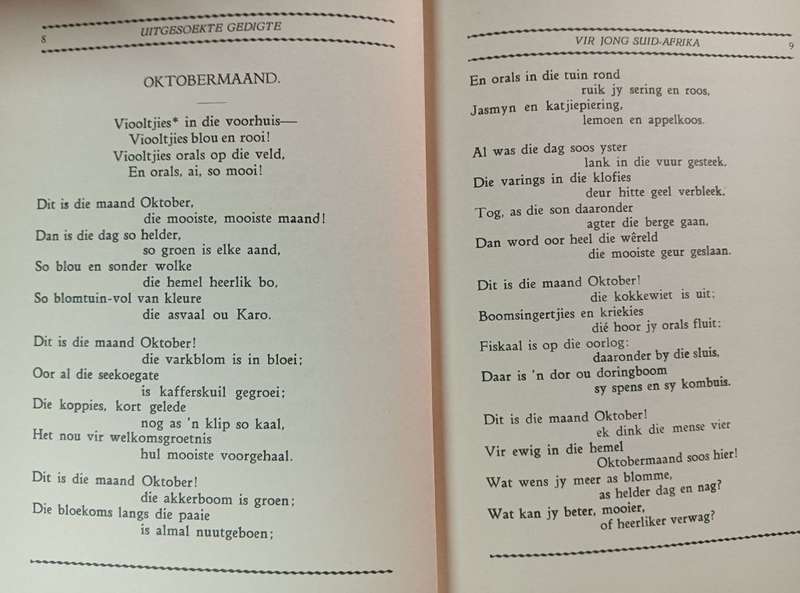 8
UITGESOEKTE GEDIGTE
OKTOBERMAAND.
Viooltjies* in die voorhuis—
Viooltjies blou en rooi!
Viooltjies orals op die veld,
En orals, ai, so mooi!
Dit is die maand Oktober,
die mooiste, mooiste maand!
Dan is die dag so helder,
so groen is elke aand,
So blou en sonder wolke
die hemel heerlik bo,
So blomtuin-vol van kleure
die asvaal ou Karo.
Dit is die maand Oktober!
die varkblom is in bloei;
Oor al die seekoegate
is kafferskuil gegroei;
Die koppies, kort gelede
nog as 'n klip so kaal,
Het nou vir welkomsgroetnis
hul mooiste voorgehaal.
Dit is die maand Oktober!
die akkerboom is groen;
Die bloekoms langs die paaie
is almal nuutgeboen;
VIR JONG SUID-AFRIKA
9
En orals in die tuin rond
ruik jy sering en roos,
Jasmyn en katjiepiering,
lemoen en appelkoos.
Al was die dag soos yster
lank in die vuur gesteek,
Die varings in die klofies
deur hitte geel verbleek.
Tog, as die son daaronder
agter die berge gaan,
Dan word oor heel die wêreld
die mooiste geur geslaan.
Dit is die maand Oktober!
die kokkewiet is uit;
Boomsingertjies en kriekies
dié hoor jy orals fluit;
Fiskaal is op die oorlog:
daaronder by die sluis,
Daar is 'n dor ou doringboom
sy spens en sy kombuis.
Dit is die maand Oktober!
ek dink die mense vier
Vir ewig in die hemel
Oktobermaand soos hier!
Wat wens jy meer as blomme,
as helder dag en nag?
Wat kan jy beter, mooier,
of heerliker verwag?